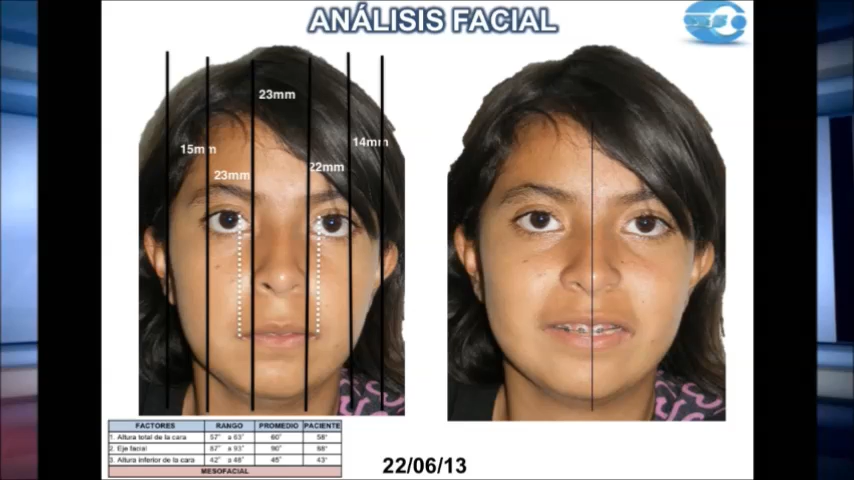 ANÁLISIS FACIAL
23mm
15mm
14mm
23mm
22mm
FACTORES RANGO PROMEDIO PACIENTE
1. Altura total de la cara 57° a 63° 60° 58°
2. Eje facial 87° a 93° 90° 88°
3. Altura inferior de la cara 42° a 48° 45° 43°
MESOFACIAL
22/06/13